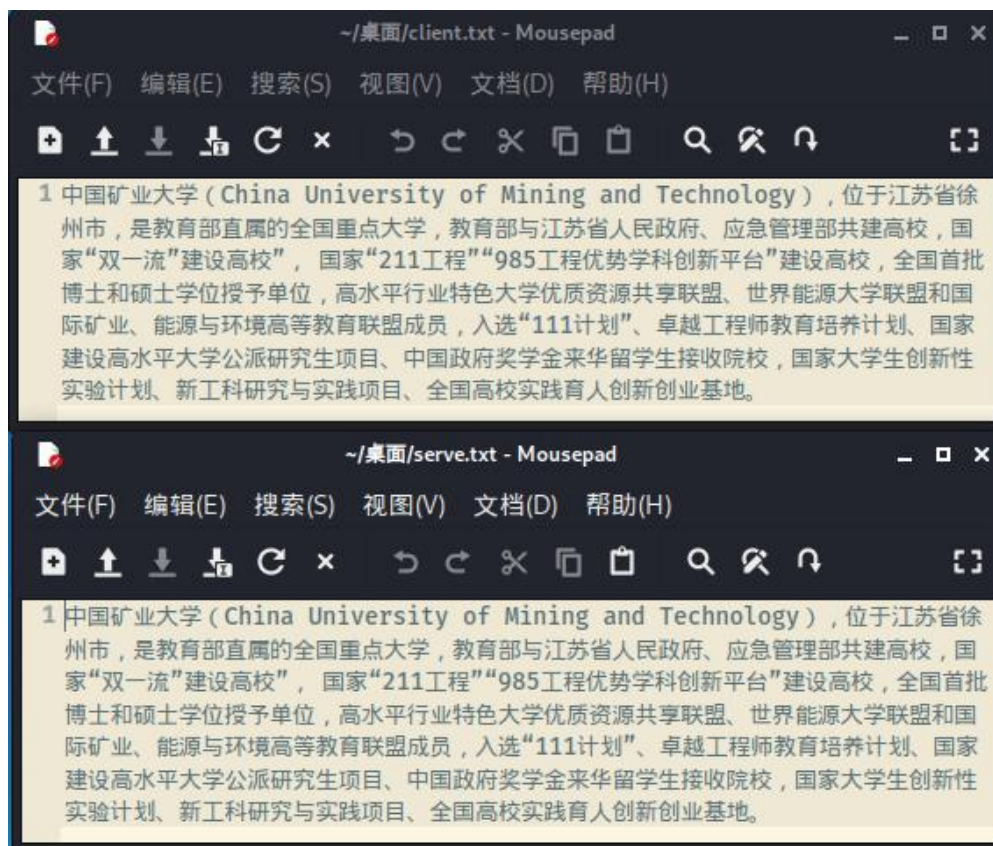 ~/桌面/client.txt - Mousepad
文件(F) 编辑(E) 搜索(S) 视图(V) 文档(D) 帮助(H)
1 中国矿业大学（China University of Mining and Technology），位于江苏省徐
州市，是教育部直属的全国重点大学，教育部与江苏省人民政府、应急管理部共建高校，国
家“双一流”建设高校”， 国家“211工程”“985工程优势学科创新平台”建设高校，全国首批
博士和硕士学位授予单位，高水平行业特色大学优质资源共享联盟、世界能源大学联盟和国
际矿业、能源与环境高等教育联盟成员，入选“111计划”、卓越工程师教育培养计划、国家
建设高水平大学公派研究生项目、中国政府奖学金来华留学生接收院校，国家大学生创新性
实验计划、新工科研究与实践项目、全国高校实践育人创新创业基地。
~/桌面/serve.txt - Mousepad
文件(F) 编辑(E) 搜索(S) 视图(V) 文档(D) 帮助(H)
1 中国矿业大学（China University of Mining and Technology），位于江苏省徐
州市，是教育部直属的全国重点大学，教育部与江苏省人民政府、应急管理部共建高校，国
家“双一流”建设高校”， 国家“211工程”“985工程优势学科创新平台”建设高校，全国首批
博士和硕士学位授予单位，高水平行业特色大学优质资源共享联盟、世界能源大学联盟和国
际矿业、能源与环境高等教育联盟成员，入选“111计划”、卓越工程师教育培养计划、国家
建设高水平大学公派研究生项目、中国政府奖学金来华留学生接收院校，国家大学生创新性
实验计划、新工科研究与实践项目、全国高校实践育人创新创业基地。